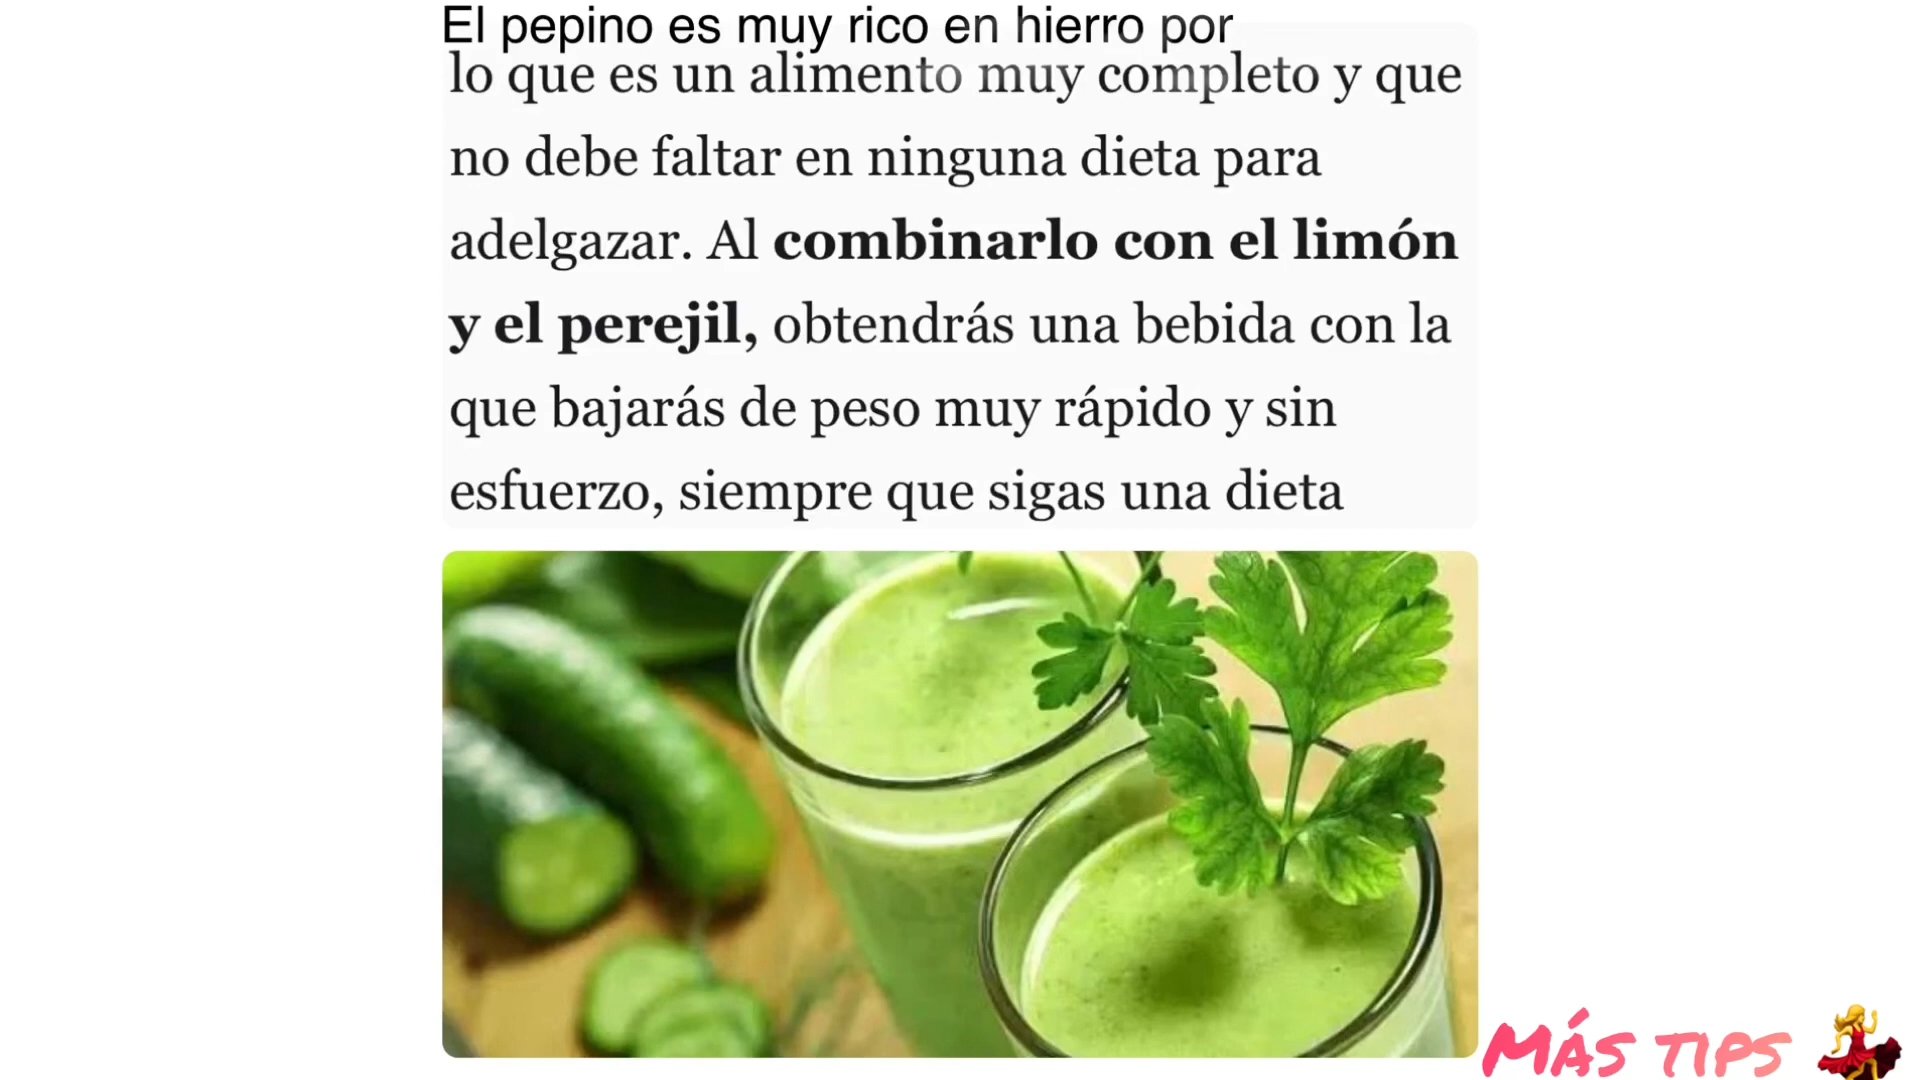 El pepino es muy rico en hierro por
lo que es un alimento muy completo y que
no debe faltar en ninguna dieta para
adelgazar. Al combinarlo con el limón
y el perejil, obtendrás una bebida con la
que bajarás de peso muy rápido y sin
esfuerzo, siempre que sigas una dieta
MÁS TIPS